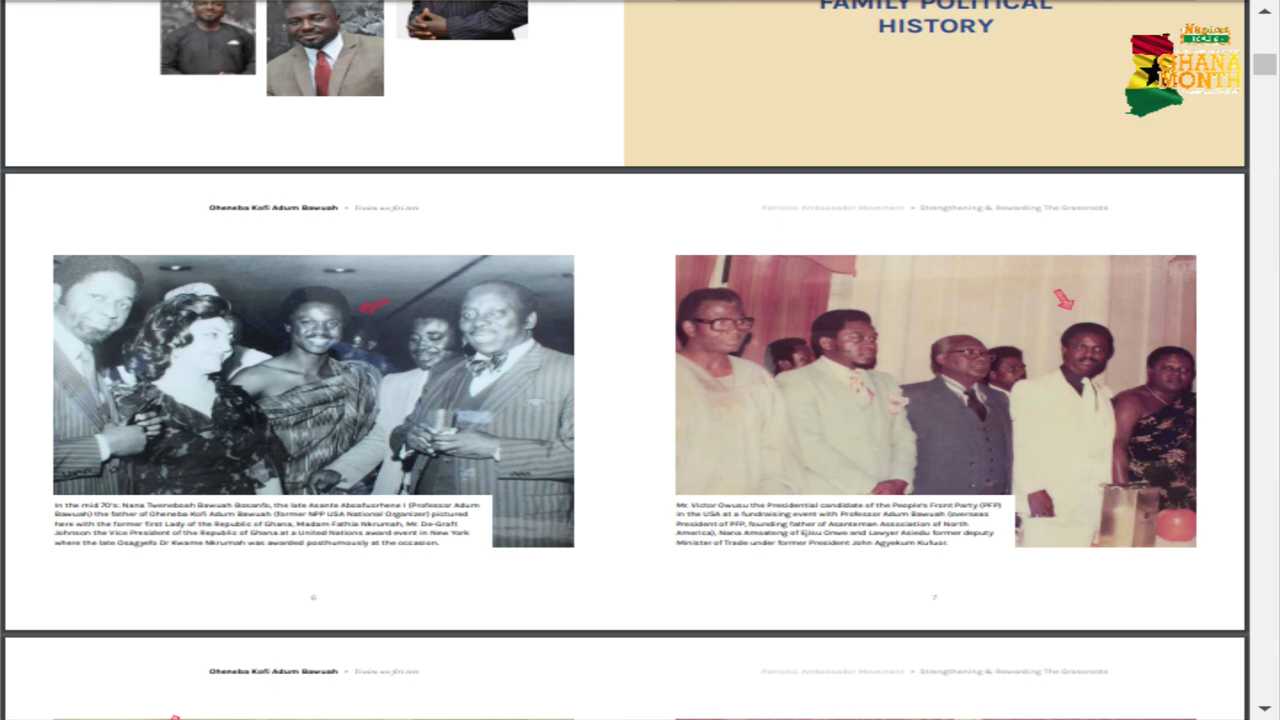 FAMILY POLITICAL
HISTORY
GHANA
MONTH
Oheneba Kofi Adum Bawuah
Patriotic Ambassador Movement • Strengthening & Rewarding The Grassroots
In the mid 70's: Nana Tweneboah Bawuah Bosanfo, the late Asante Aboafuorhene I (Professor Adum
Bawuah) the father of Oheneba Kofi Adum Bawuah (former NPP USA National Organizer) pictured
here with the former first Lady of the Republic of Ghana, Madam Fathia Nkrumah, Mr. De-Graft
Johnson the Vice President of the Republic of Ghana at a United Nations award event in New York
where the late Osagyefo Dr Kwame Nkrumah was awarded posthumously at the occasion.
Mr. Victor Owusu the Presidential candidate of the People's Front Party (PFP)
in the USA at a fundraising event with Professor Adum Bawuah (overseas
President of PFP, founding father of Asanteman Association of North
America), Nana Amoateng of Ejisu Onwe and Lawyer Asiedu former deputy
Minister of Trade under former President John Agyekum Kufuor.
6
7
Oheneba Kofi Adum Bawuah
Patriotic Ambassador Movement • Strengthening & Rewarding The Grassroots